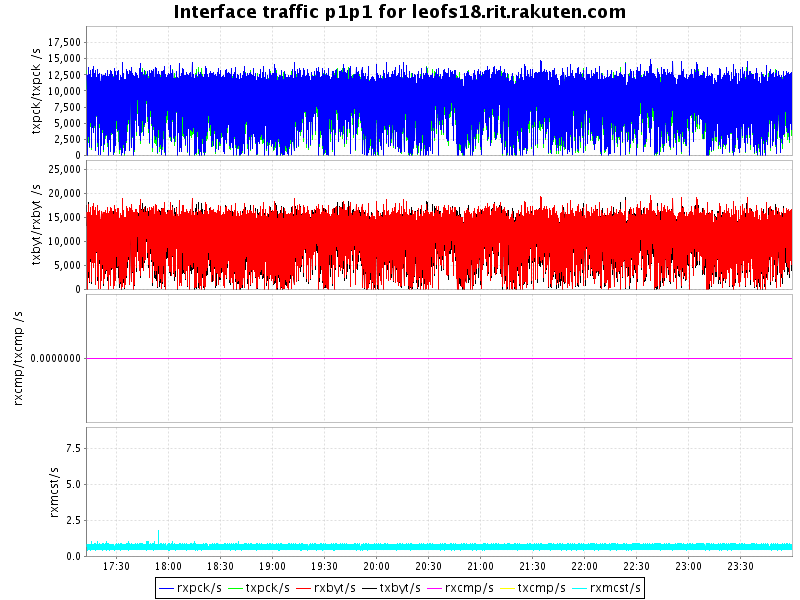 Interface traffic p1p1 for leofs18.rit.rakuten.com
txpck/txpck /s
17,500
15,000
12,500
10,000
7,500
5,000
2,500
0
txbyt/rxbyt /s
25,000
20,000
15,000
10,000
5,000
0
rxcmp/txcmp /s
0.0000000
rxmcst/s
7.5
5.0
2.5
0.0
17:30 18:00 18:30 19:00 19:30 20:00 20:30 21:00 21:30 22:00 22:30 23:00 23:30
rxpck/s txpck/s rxbyt/s txbyt/s rxcmp/s txcmp/s rxmcst/s